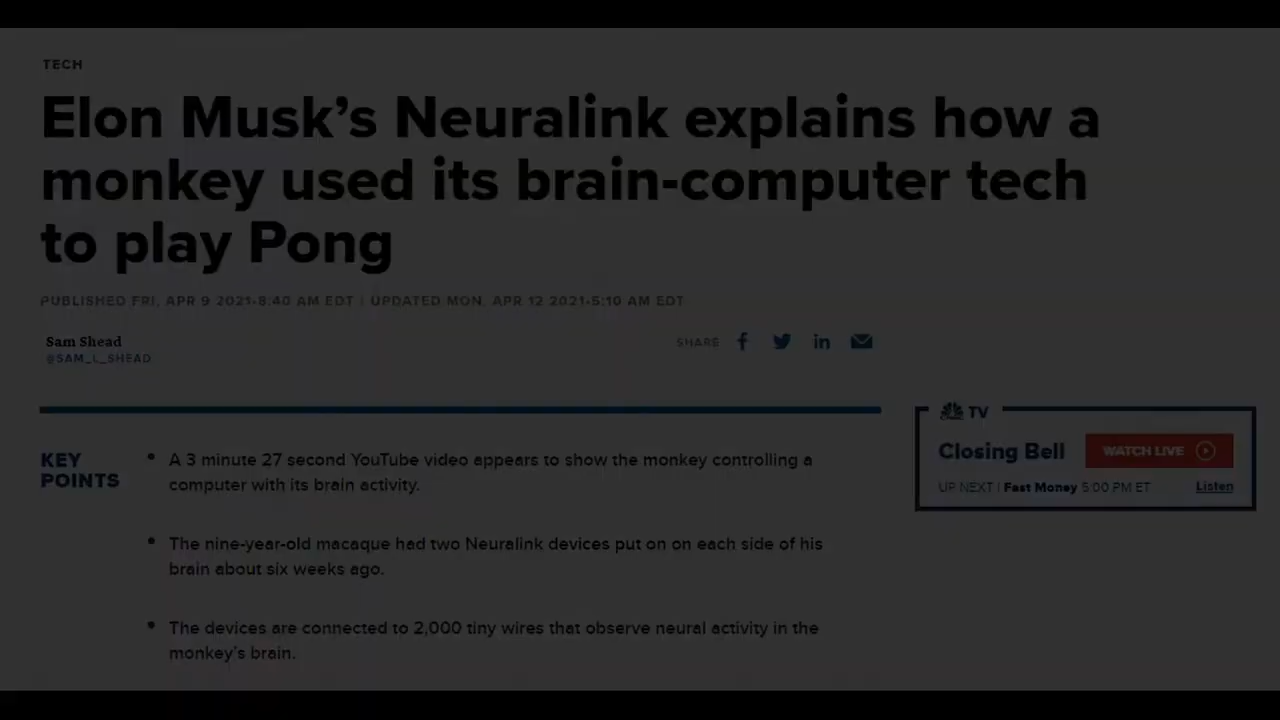 TECH
Elon Musk's Neuralink explains how a
monkey used its brain-computer tech
to play Pong
PUBLISHED FRI, APR 9 2021•8:40 AM EDT | UPDATED MON, APR 12 2021•5:10 AM EDT
Sam Shead
@SAM_L_SHEAD
SHARE
TV
Closing Bell
WATCH LIVE
UP NEXT | Fast Money 5:00 PM ET
Listen
KEY
POINTS
• A 3 minute 27 second YouTube video appears to show the monkey controlling a
computer with its brain activity.
• The nine-year-old macaque had two Neuralink devices put on on each side of his
brain about six weeks ago.
• The devices are connected to 2,000 tiny wires that observe neural activity in the
monkey's brain.